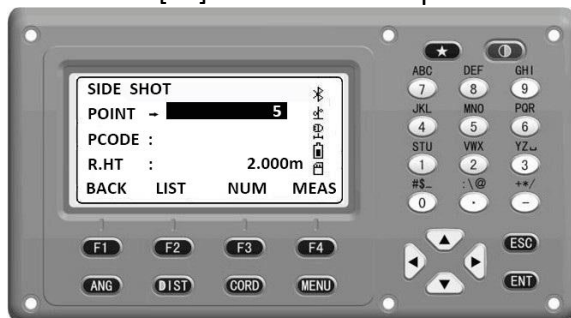 SIDE SHOT
POINT → 5
PCODE :
R.HT : 2.000m
BACK LIST NUM MEAS
F1 F2 F3 F4
ANG DIST CORD MENU
★
ABC DEF GHI
7 8 9
JKL MNO PQR
4 5 6
STU VWX YZ␣
1 2 3
#$_ :\@ +*/
0 · -
ESC
ENT